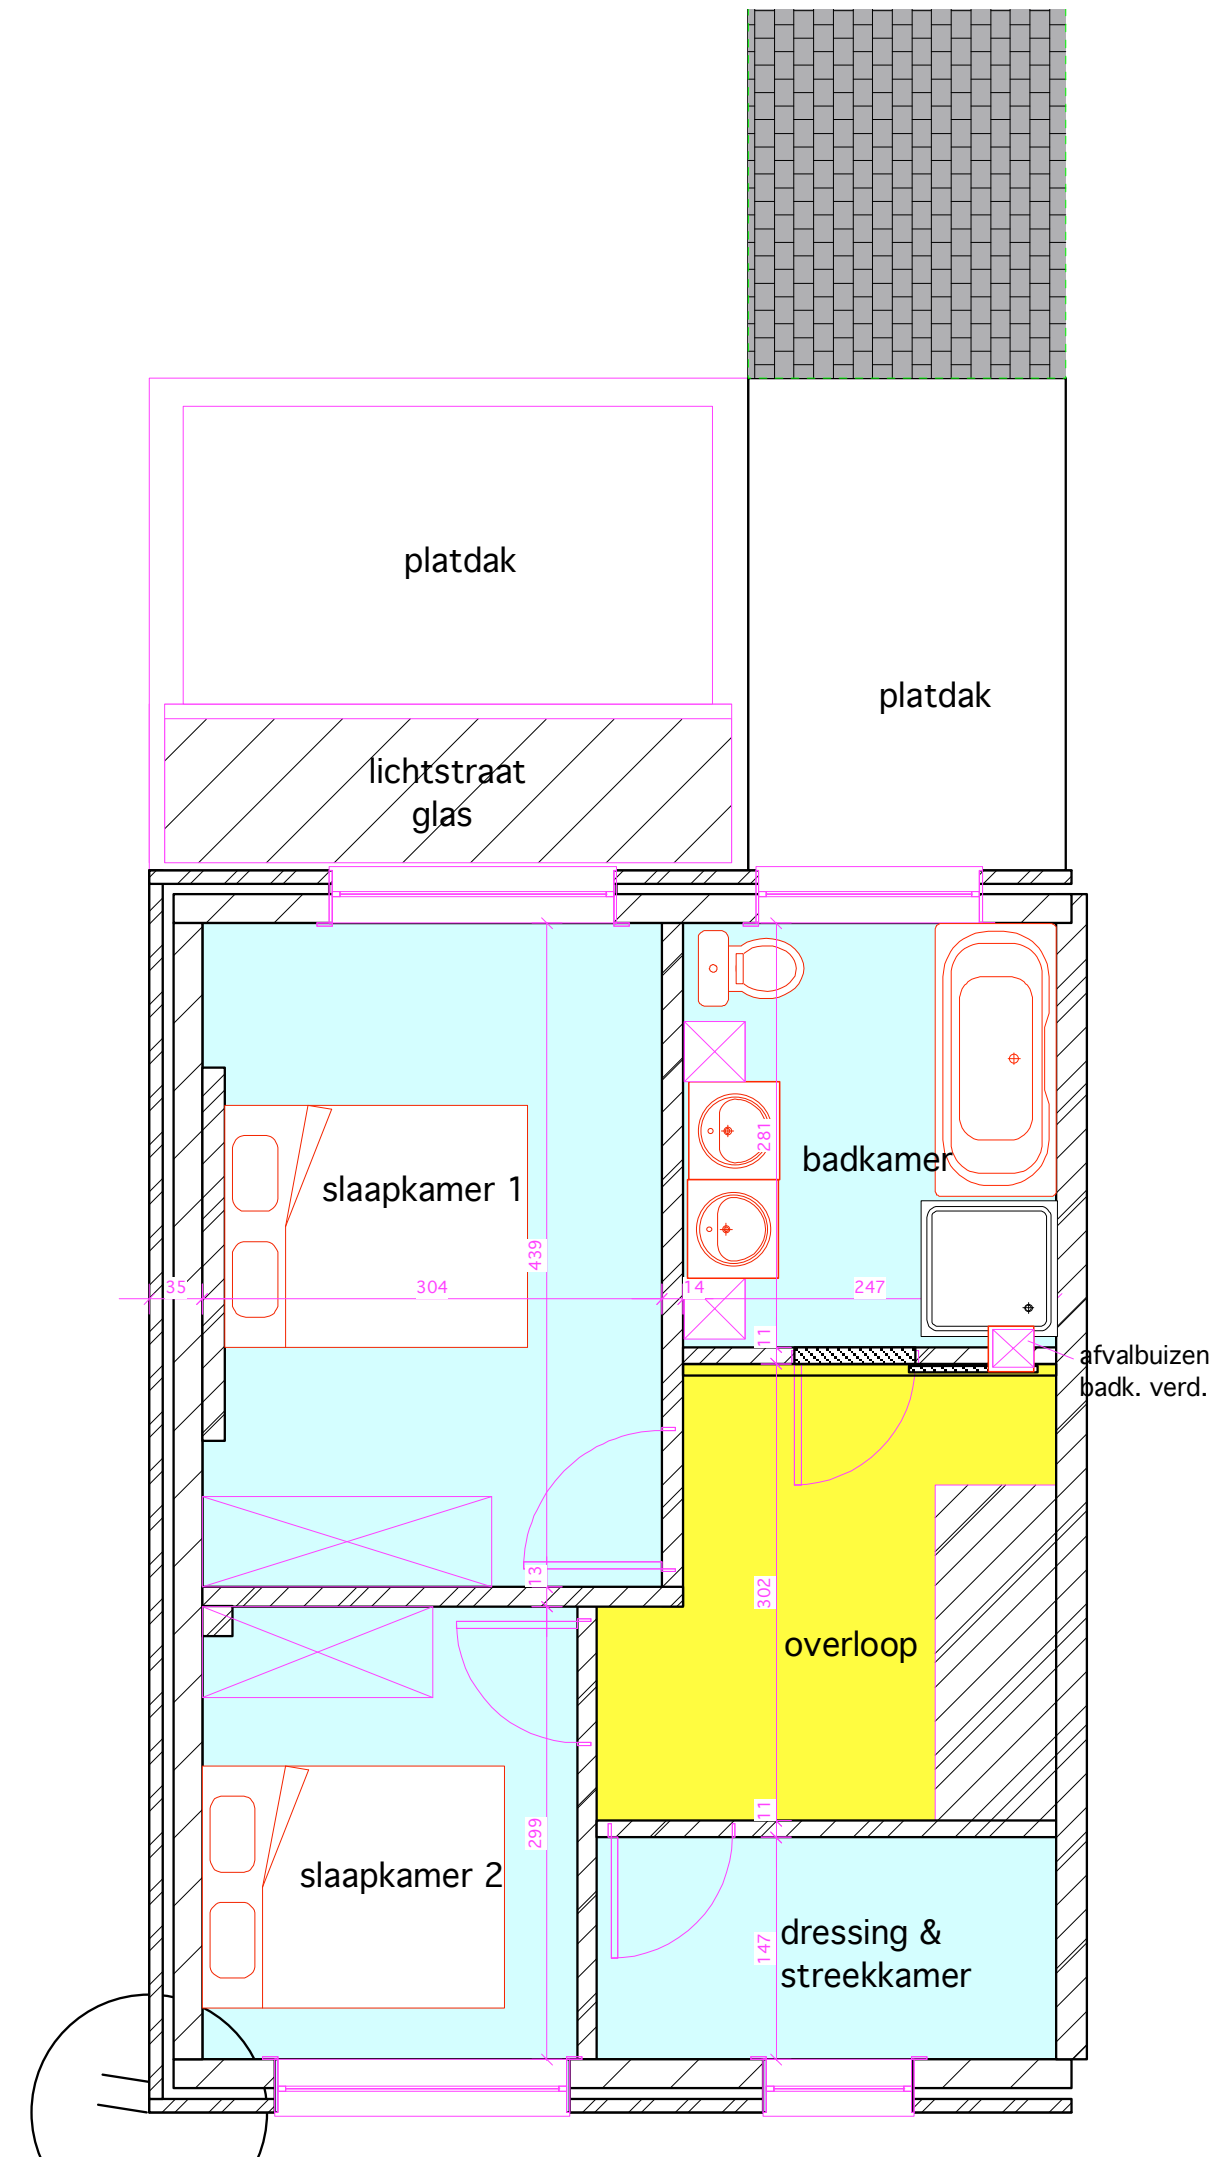 platdak
platdak
lichtstraat
glas
slaapkamer 1
badkamer
281
439
35
304
14
247
11
afvalbuizen
badk. verd.
13
302
overloop
11
299
slaapkamer 2
147
dressing &
streekkamer